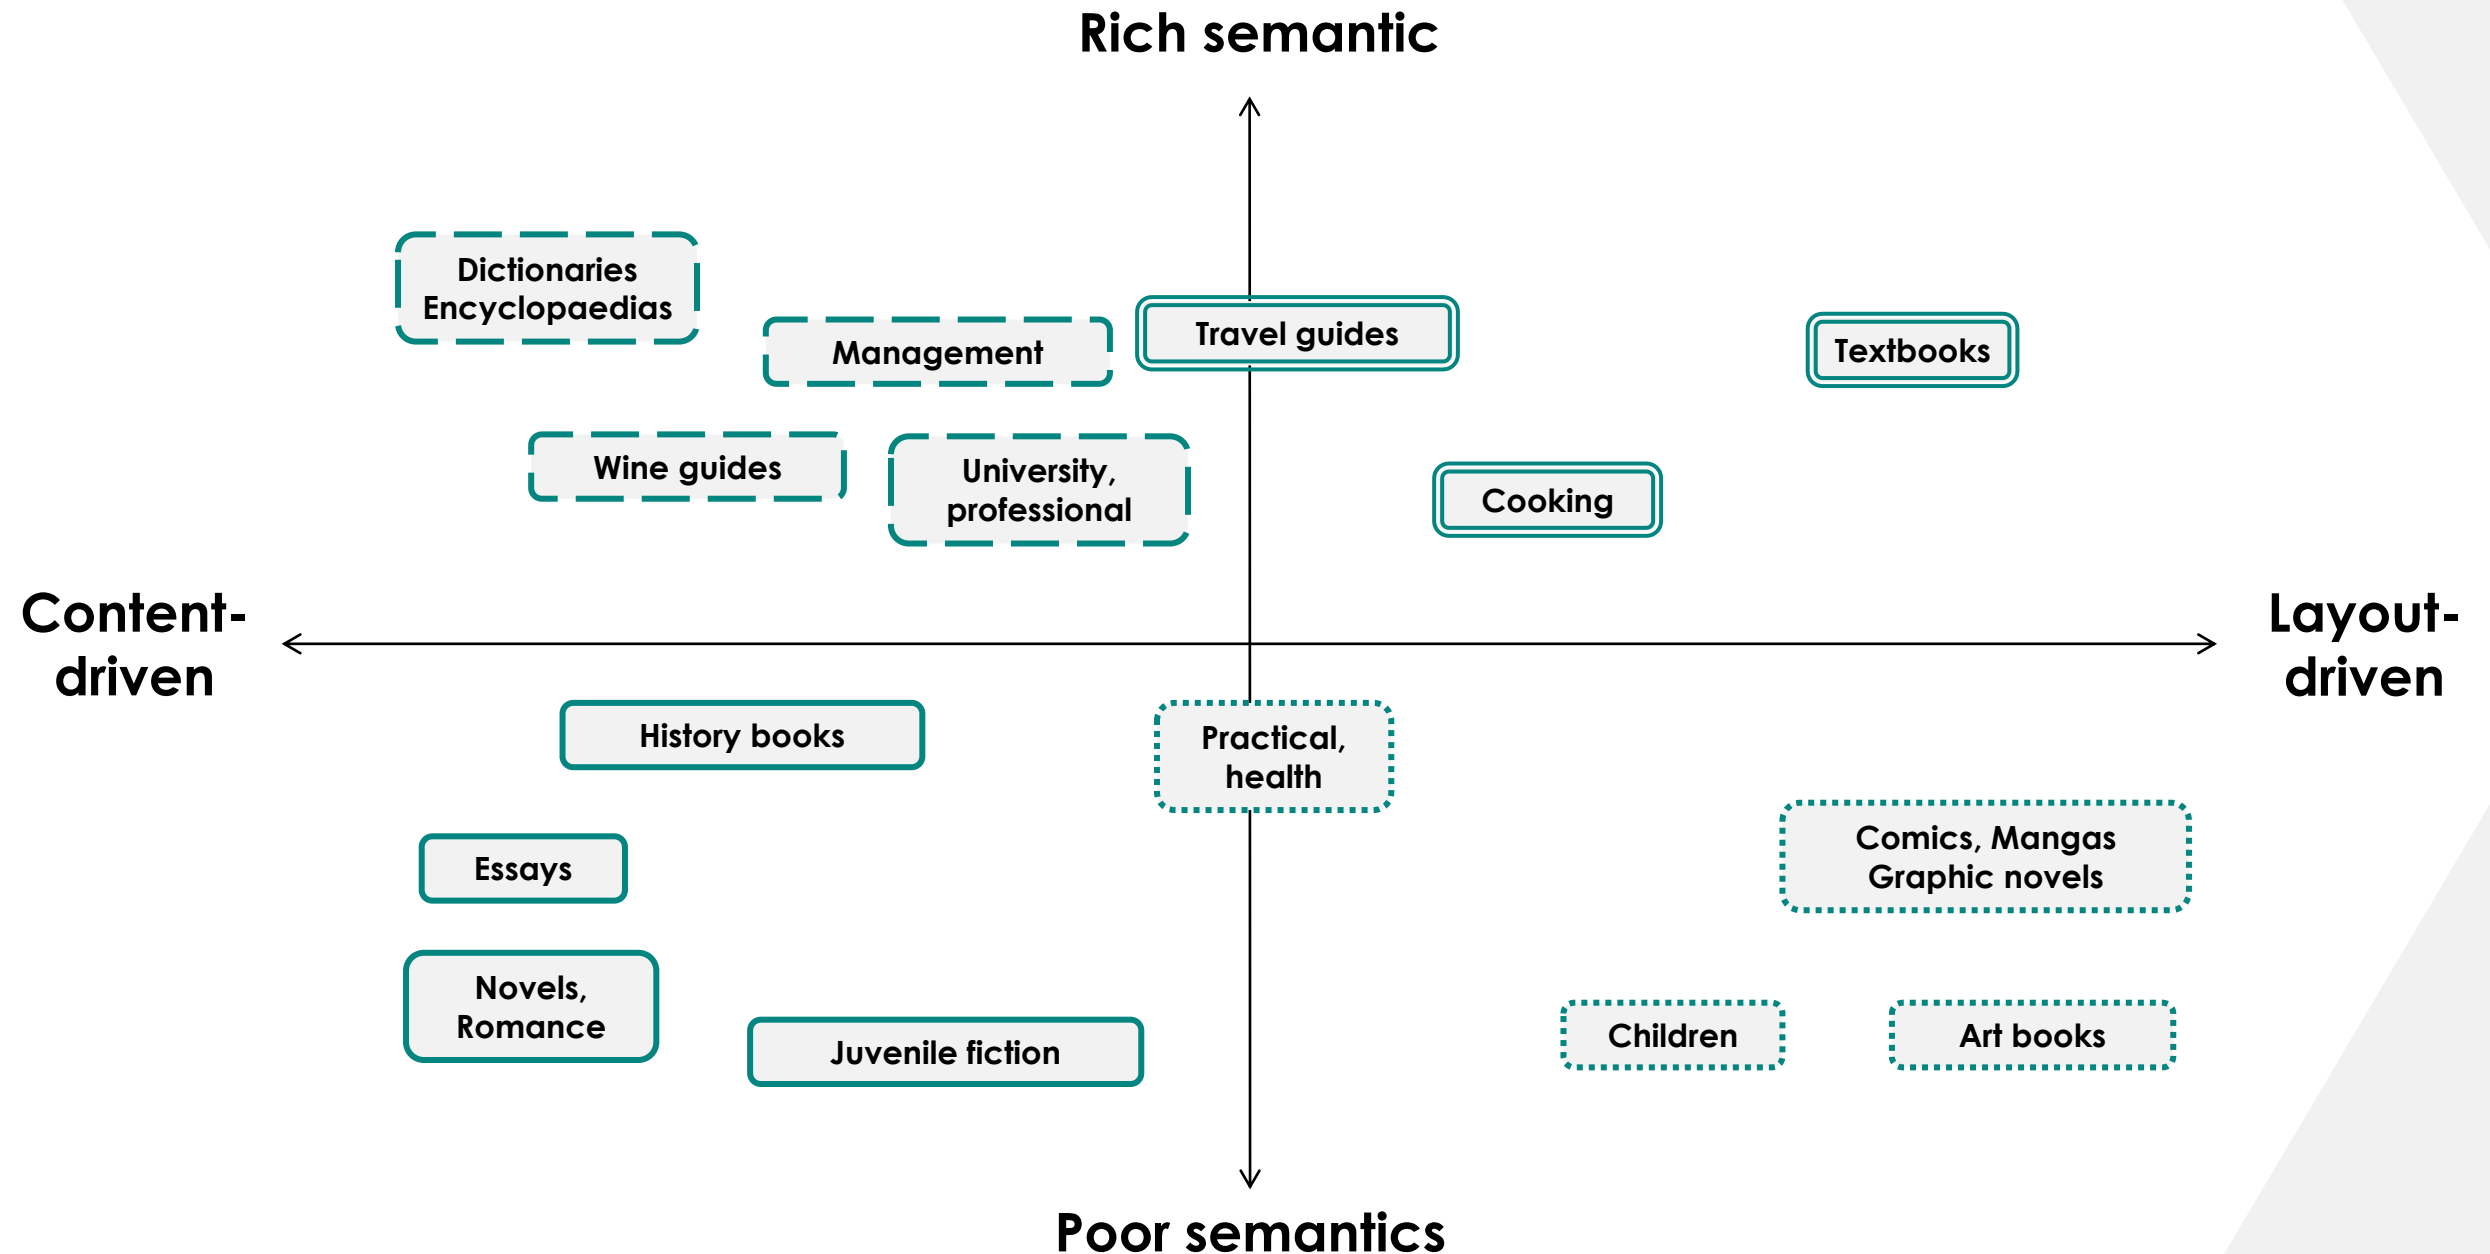 Rich semantic
Dictionaries
Encyclopaedias
Management
Travel guides
Textbooks
Wine guides
University,
professional
Cooking
Content-
driven
Layout-
driven
History books
Practical,
health
Essays
Comics, Mangas
Graphic novels
Novels,
Romance
Juvenile fiction
Children
Art books
Poor semantics